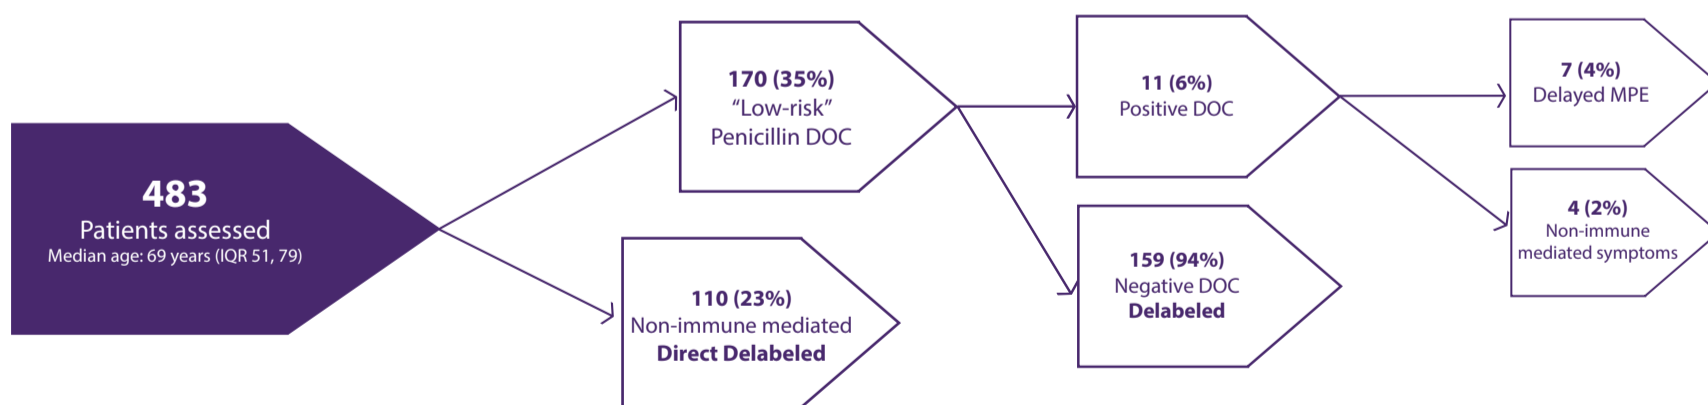 483
Patients assessed
Median age: 69 years (IQR 51, 79)
170 (35%)
“Low-risk”
Penicillin DOC
110 (23%)
Non-immune mediated
Direct Delabeled
11 (6%)
Positive DOC
159 (94%)
Negative DOC
Delabeled
7 (4%)
Delayed MPE
4 (2%)
Non-immune
mediated symptoms